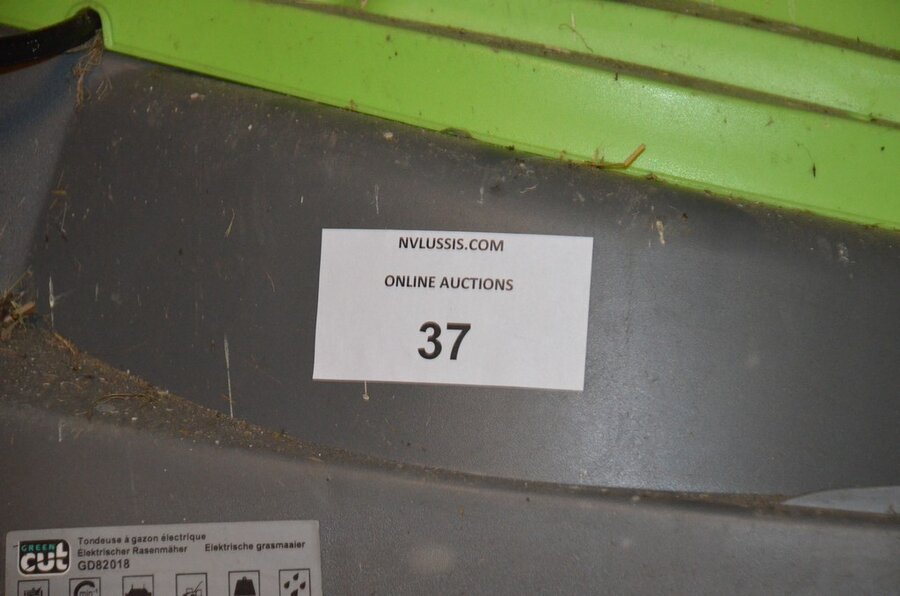 NVLUSSIS.COM
ONLINE AUCTIONS
37
GREEN
cut
Tondeuse à gazon électrique
Elektrischer Rasenmäher Elektrische grasmaaier
GD82018